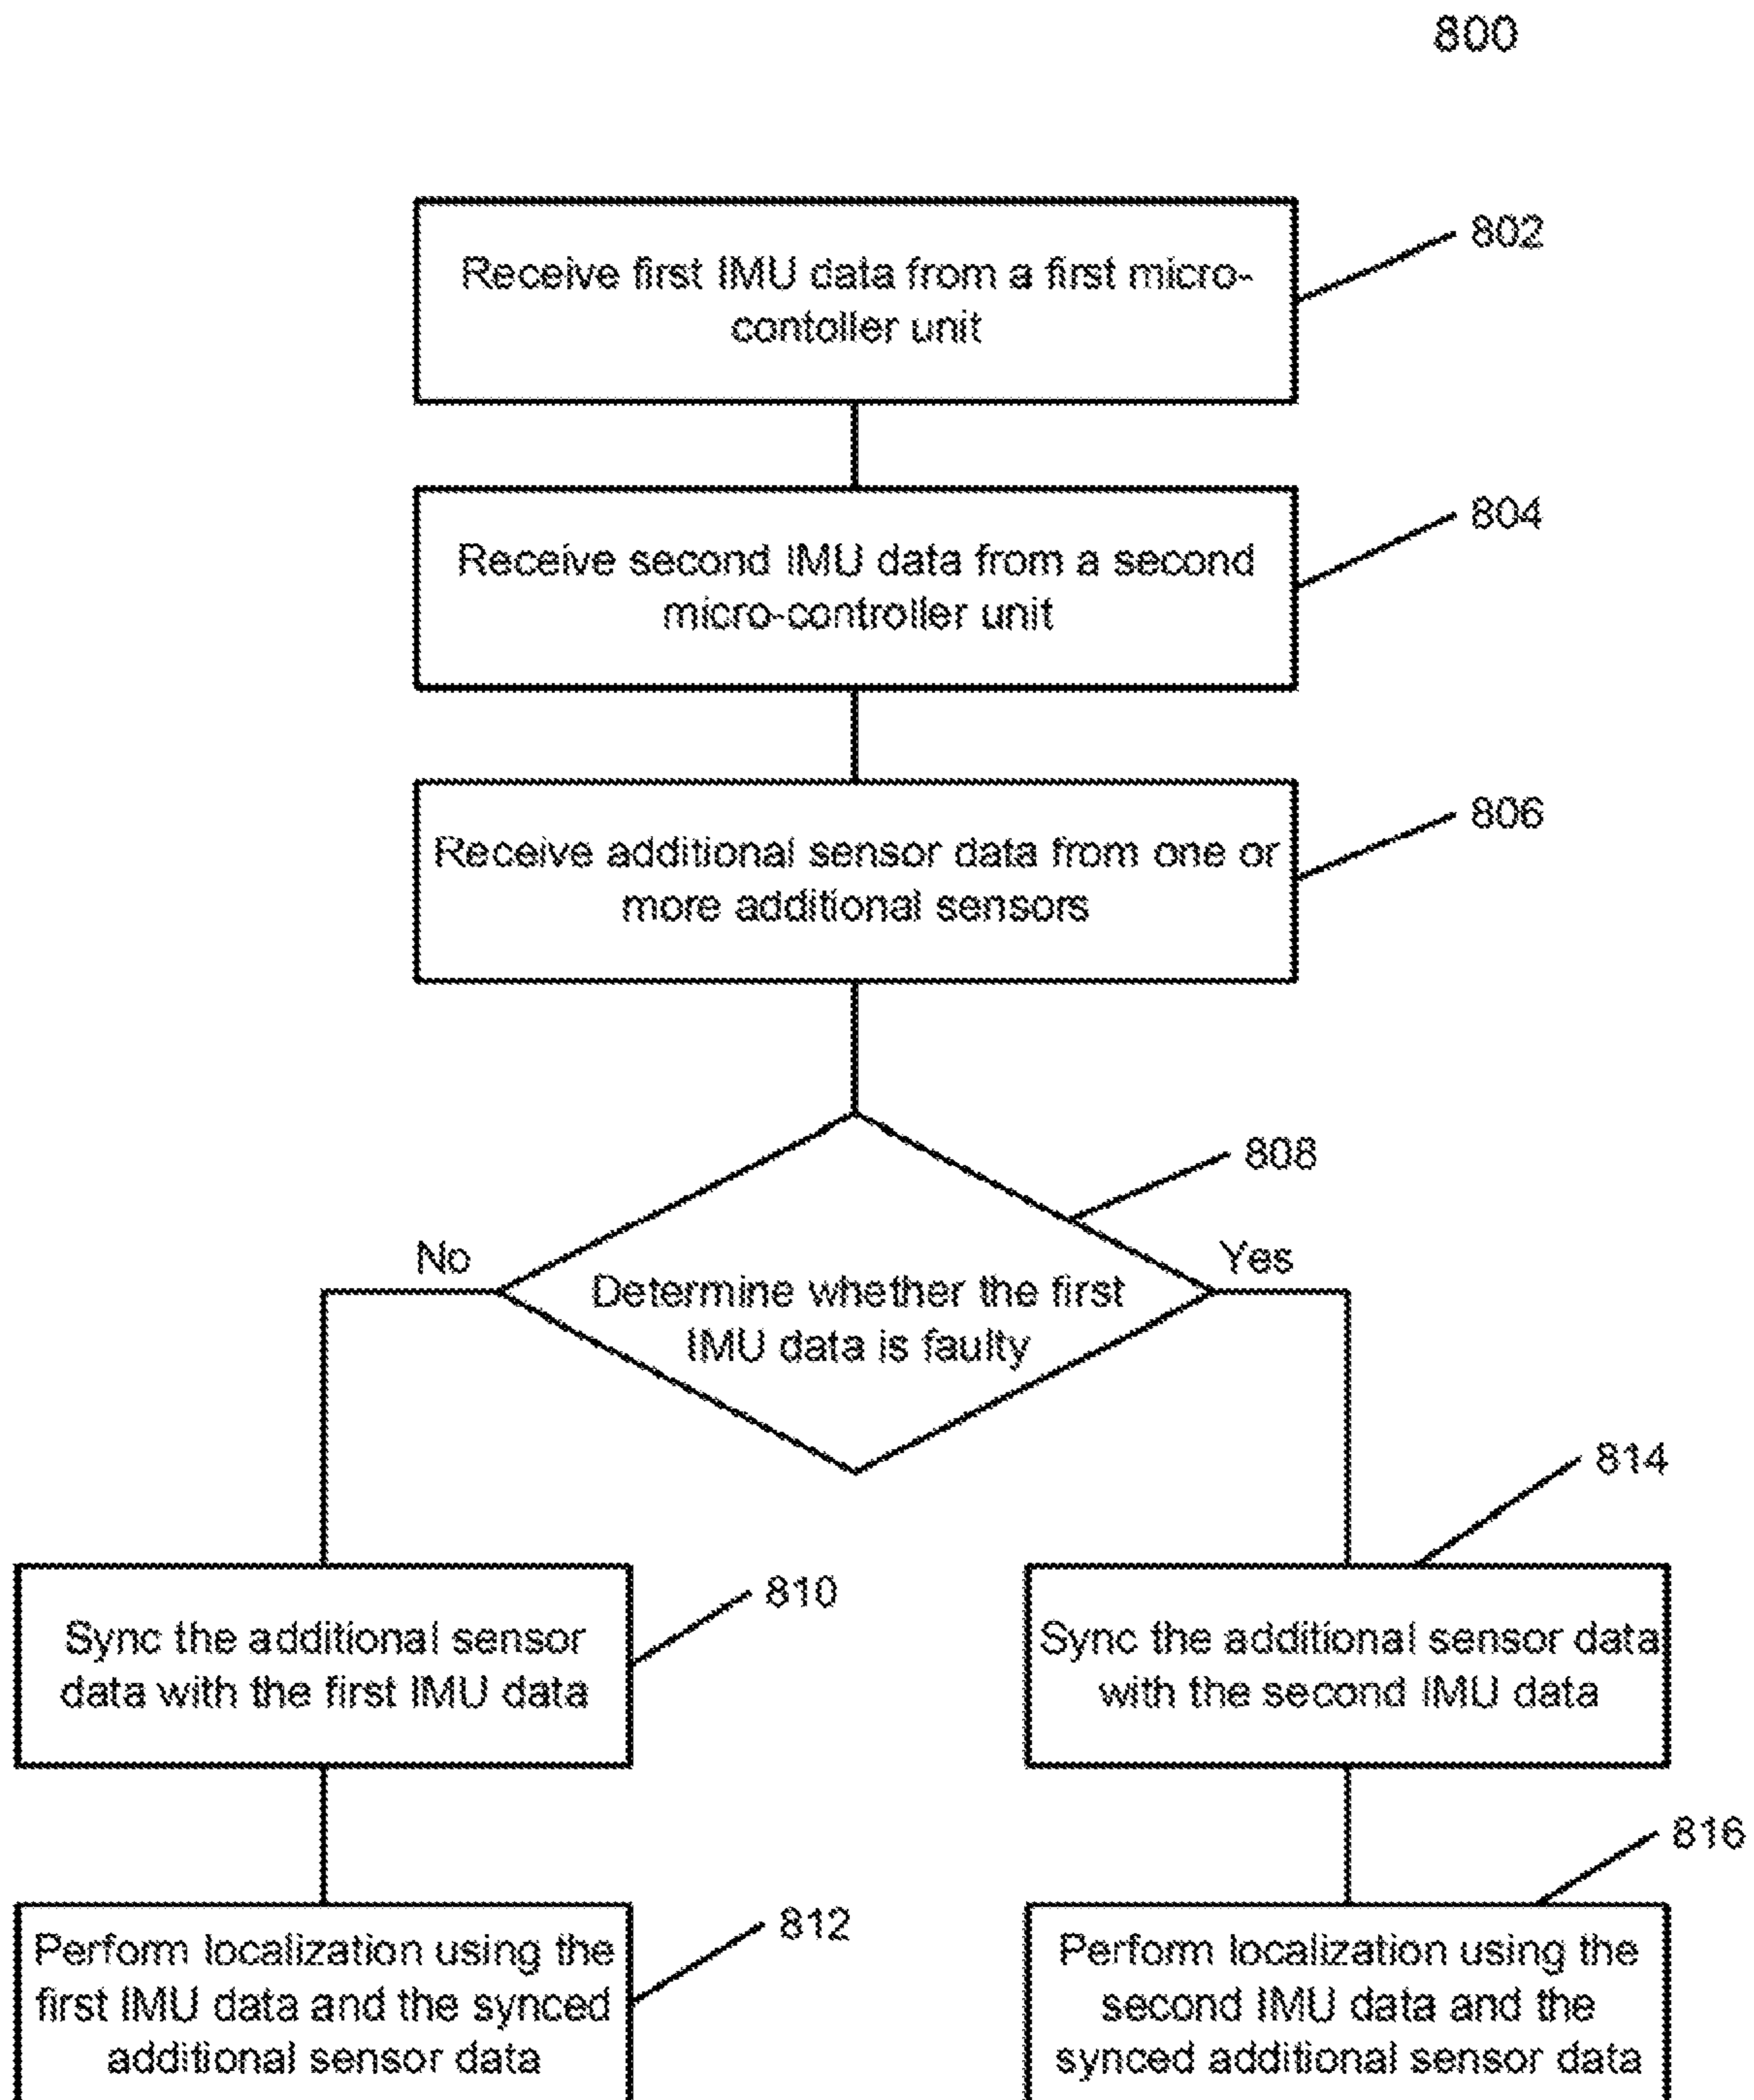 800
Receive first IMU data from a first micro-
contoller unit
802
Receive second IMU data from a second
micro-controller unit
804
Receive additional sensor data from one or
more additional sensors
806
808
No
Yes
Determine whether the first
IMU data is faulty
814
810
Sync the additional sensor
data with the first IMU data
Sync the additional sensor data
with the second IMU data
816
812
Perform localization using the
first IMU data and the synced
additional sensor data
Perform localization using the
second IMU data and the
synced additional sensor data